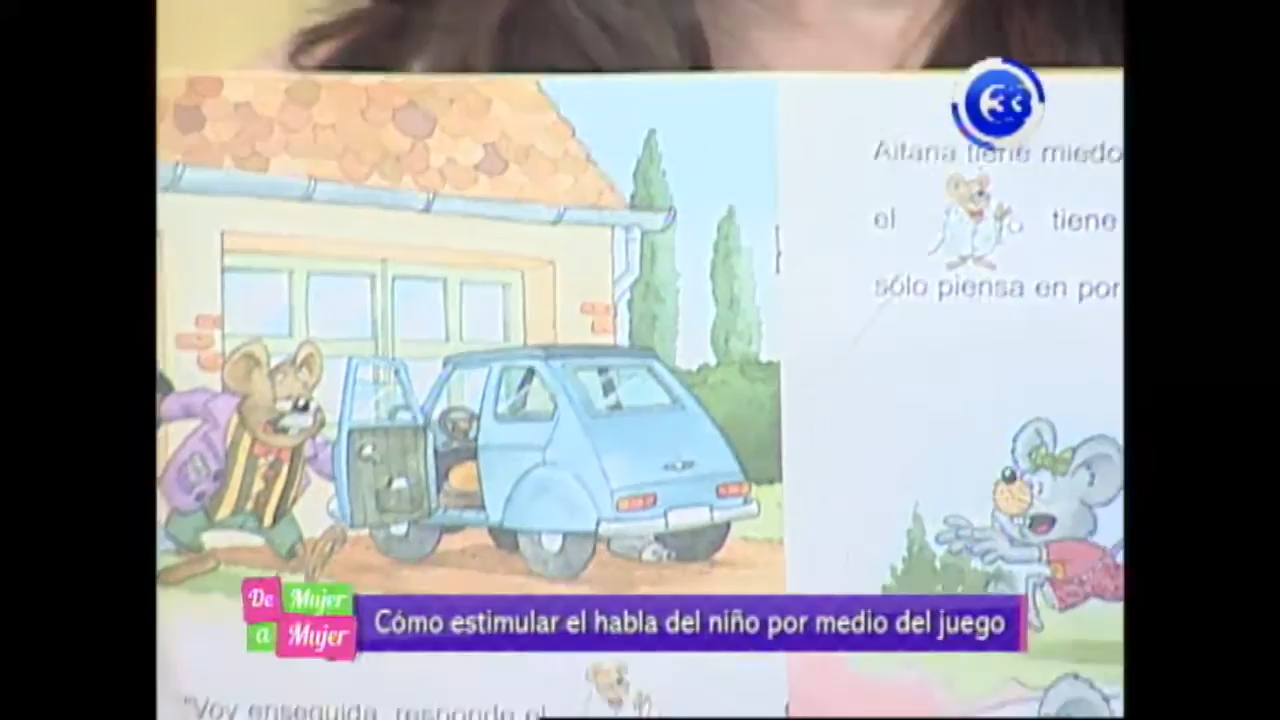 33
Aitana tiene miedo
el tiene
sólo piensa en por
De Mujer
a Mujer
Cómo estimular el habla del niño por medio del juego
"Voy enseguida, responde el